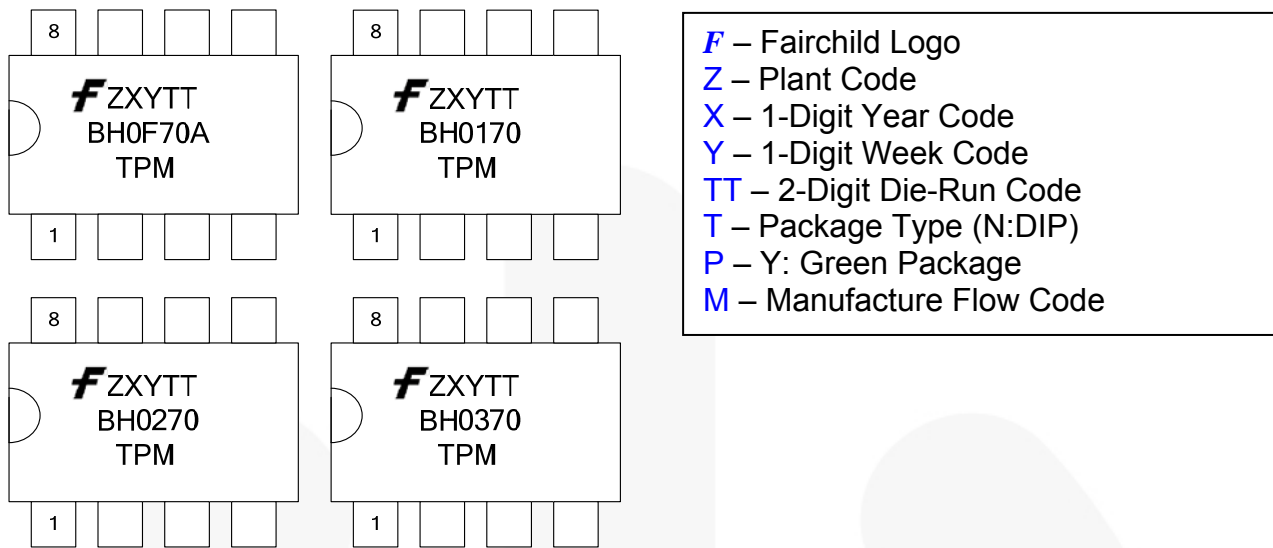 8
ZXYTT
BH0F70A
TPM
1
8
ZXYTT
BH0170
TPM
1
8
ZXYTT
BH0270
TPM
1
8
ZXYTT
BH0370
TPM
1
F – Fairchild Logo
Z – Plant Code
X – 1-Digit Year Code
Y – 1-Digit Week Code
TT – 2-Digit Die-Run Code
T – Package Type (N:DIP)
P – Y: Green Package
M – Manufacture Flow Code